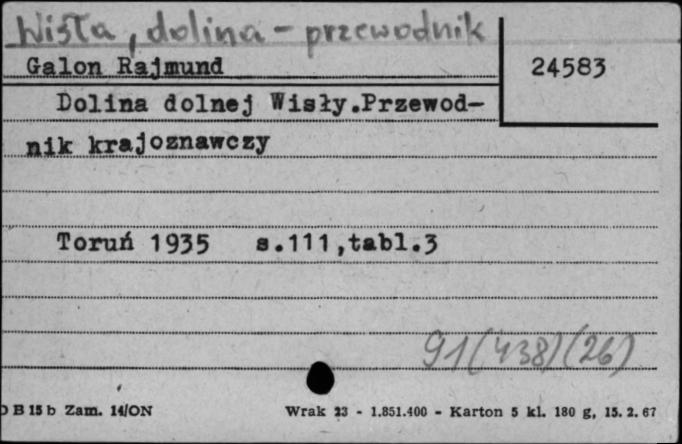 Wisła, dolina - przewodnik
Galon Rajmund
24583
Dolina dolnej Wisły.Przewod-
nik krajoznawczy
Toruń 1935 s.111,tabl.3
91(438)(26)
B 15 b Zam. 14/ON
Wrak 23 - 1.851.400 - Karton 5 kl. 180 g, 15. 2. 67